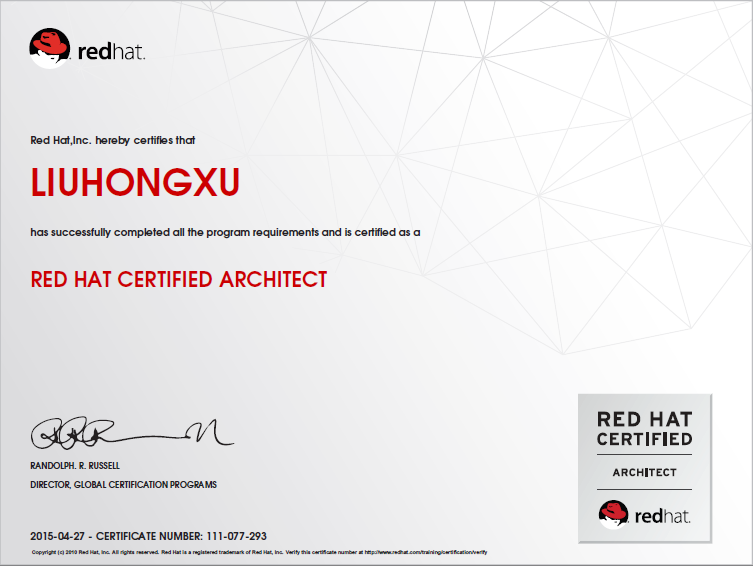 redhat.
Red Hat,Inc. hereby certifies that
LIUHONGXU
has successfully completed all the program requirements and is certified as a
RED HAT CERTIFIED ARCHITECT
RANDOLPH. R. RUSSELL
DIRECTOR, GLOBAL CERTIFICATION PROGRAMS
RED HAT
CERTIFIED
ARCHITECT
redhat.
2015-04-27 - CERTIFICATE NUMBER: 111-077-293
Copyright (c) 2010 Red Hat, Inc. All rights reserved. Red Hat is a registered trademark of Red Hat, Inc. Verify this certificate number at http://www.redhat.com/training/certification/verify